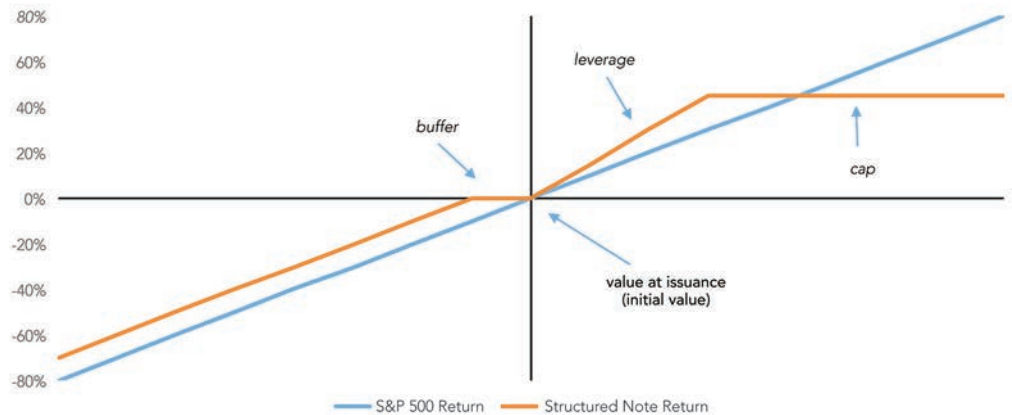 80%
60%
40%
20%
0%
-20%
-40%
-60%
-80%
leverage
buffer
cap
value at issuance
(initial value)
S&P 500 Return
Structured Note Return